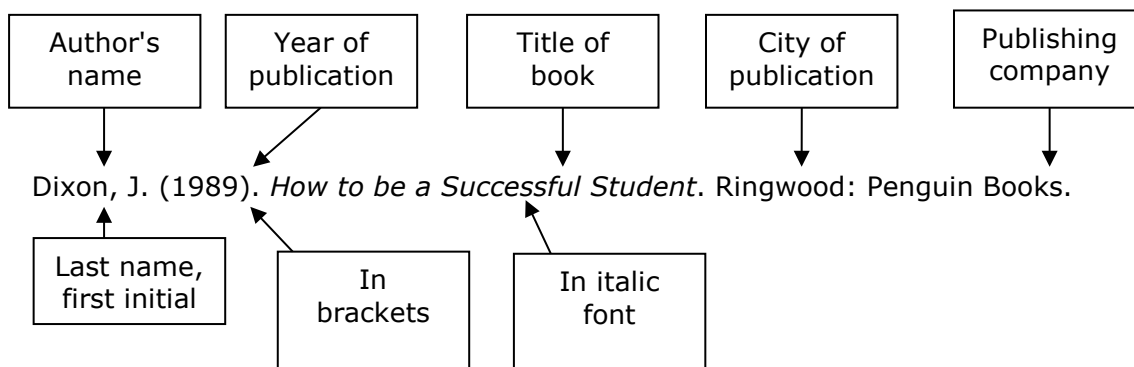 Author's
name
Year of
publication
Title of
book
City of
publication
Publishing
company
Dixon, J. (1989). How to be a Successful Student. Ringwood: Penguin Books.
Last name,
first initial
In
brackets
In italic
font